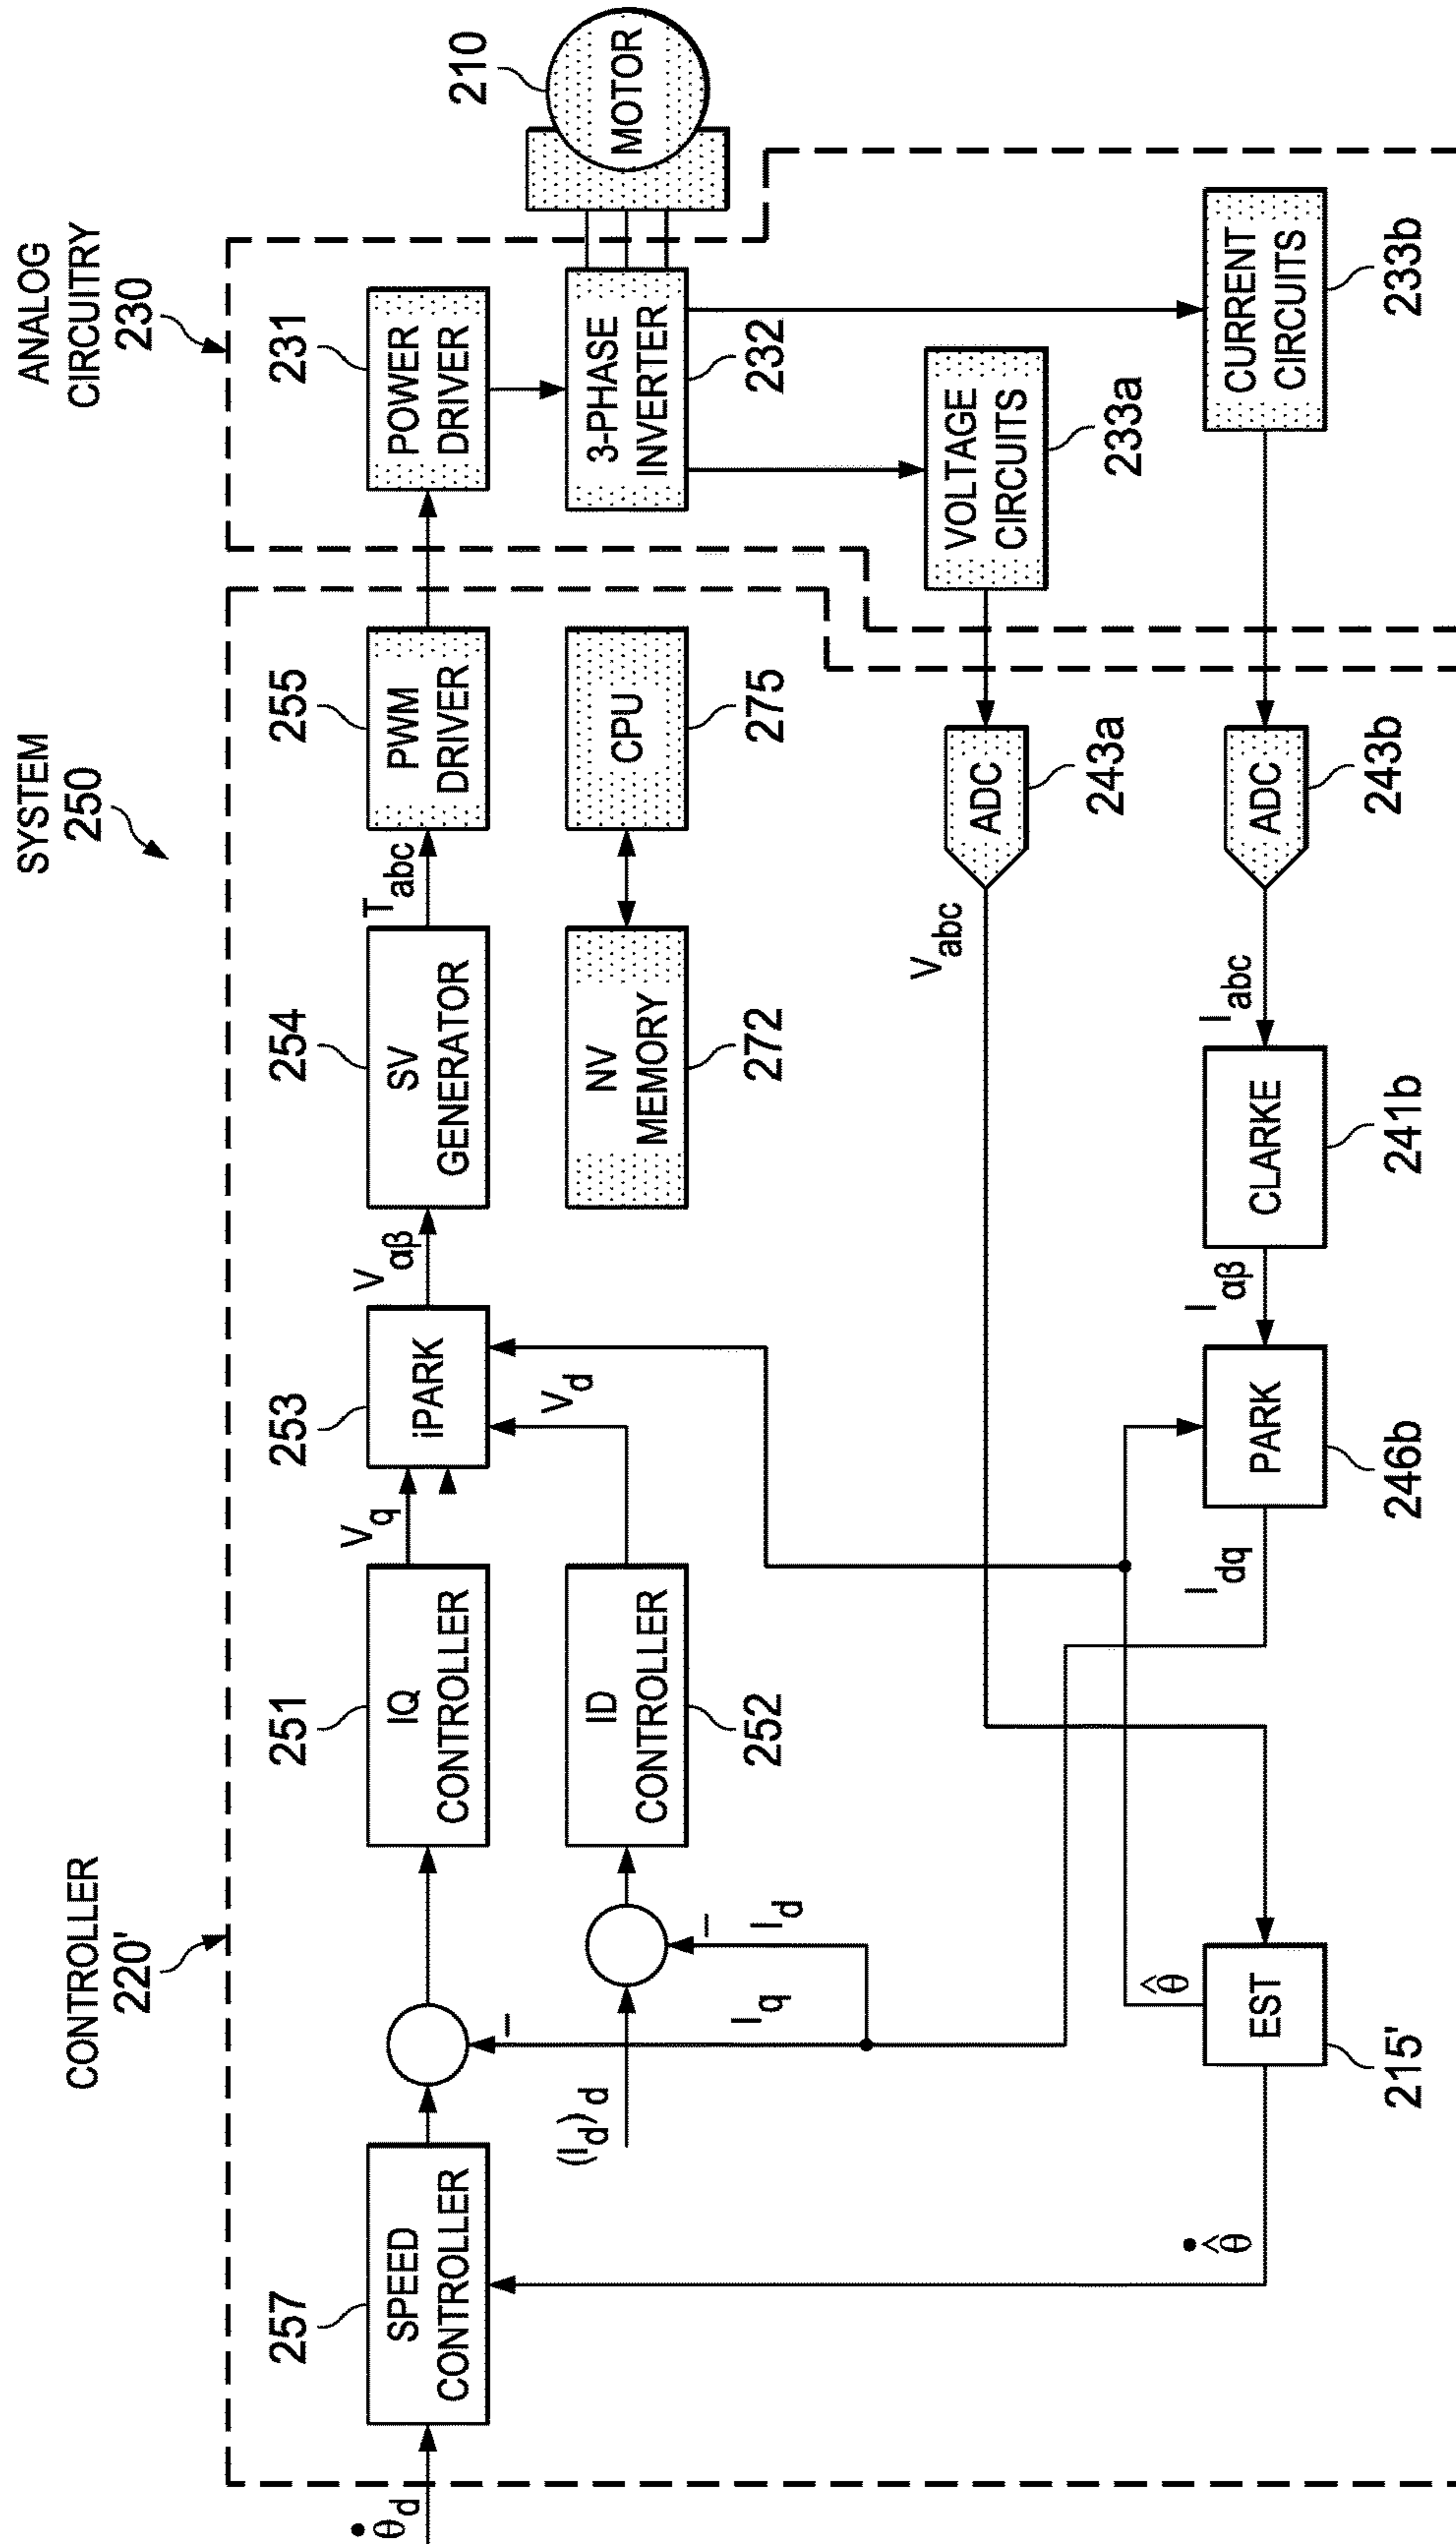 SYSTEM
250
ANALOG
CIRCUITRY
230
CONTROLLER
220'
257
251
253
254
255
231
210
θ̇d
SPEED
CONTROLLER
–
IQ
CONTROLLER
Vq
iPARK
Vαβ
SV
GENERATOR
Tabc
PWM
DRIVER
POWER
DRIVER
(Id)d
Iq
–
Id
ID
CONTROLLER
252
Vd
NV
MEMORY
272
CPU
275
3-PHASE
INVERTER
232
MOTOR
Vabc
ADC
243a
VOLTAGE
CIRCUITS
233a
θ̇̂
θ̂
EST
215'
Idq
PARK
246b
Iαβ
CLARKE
241b
Iabc
ADC
243b
CURRENT
CIRCUITS
233b